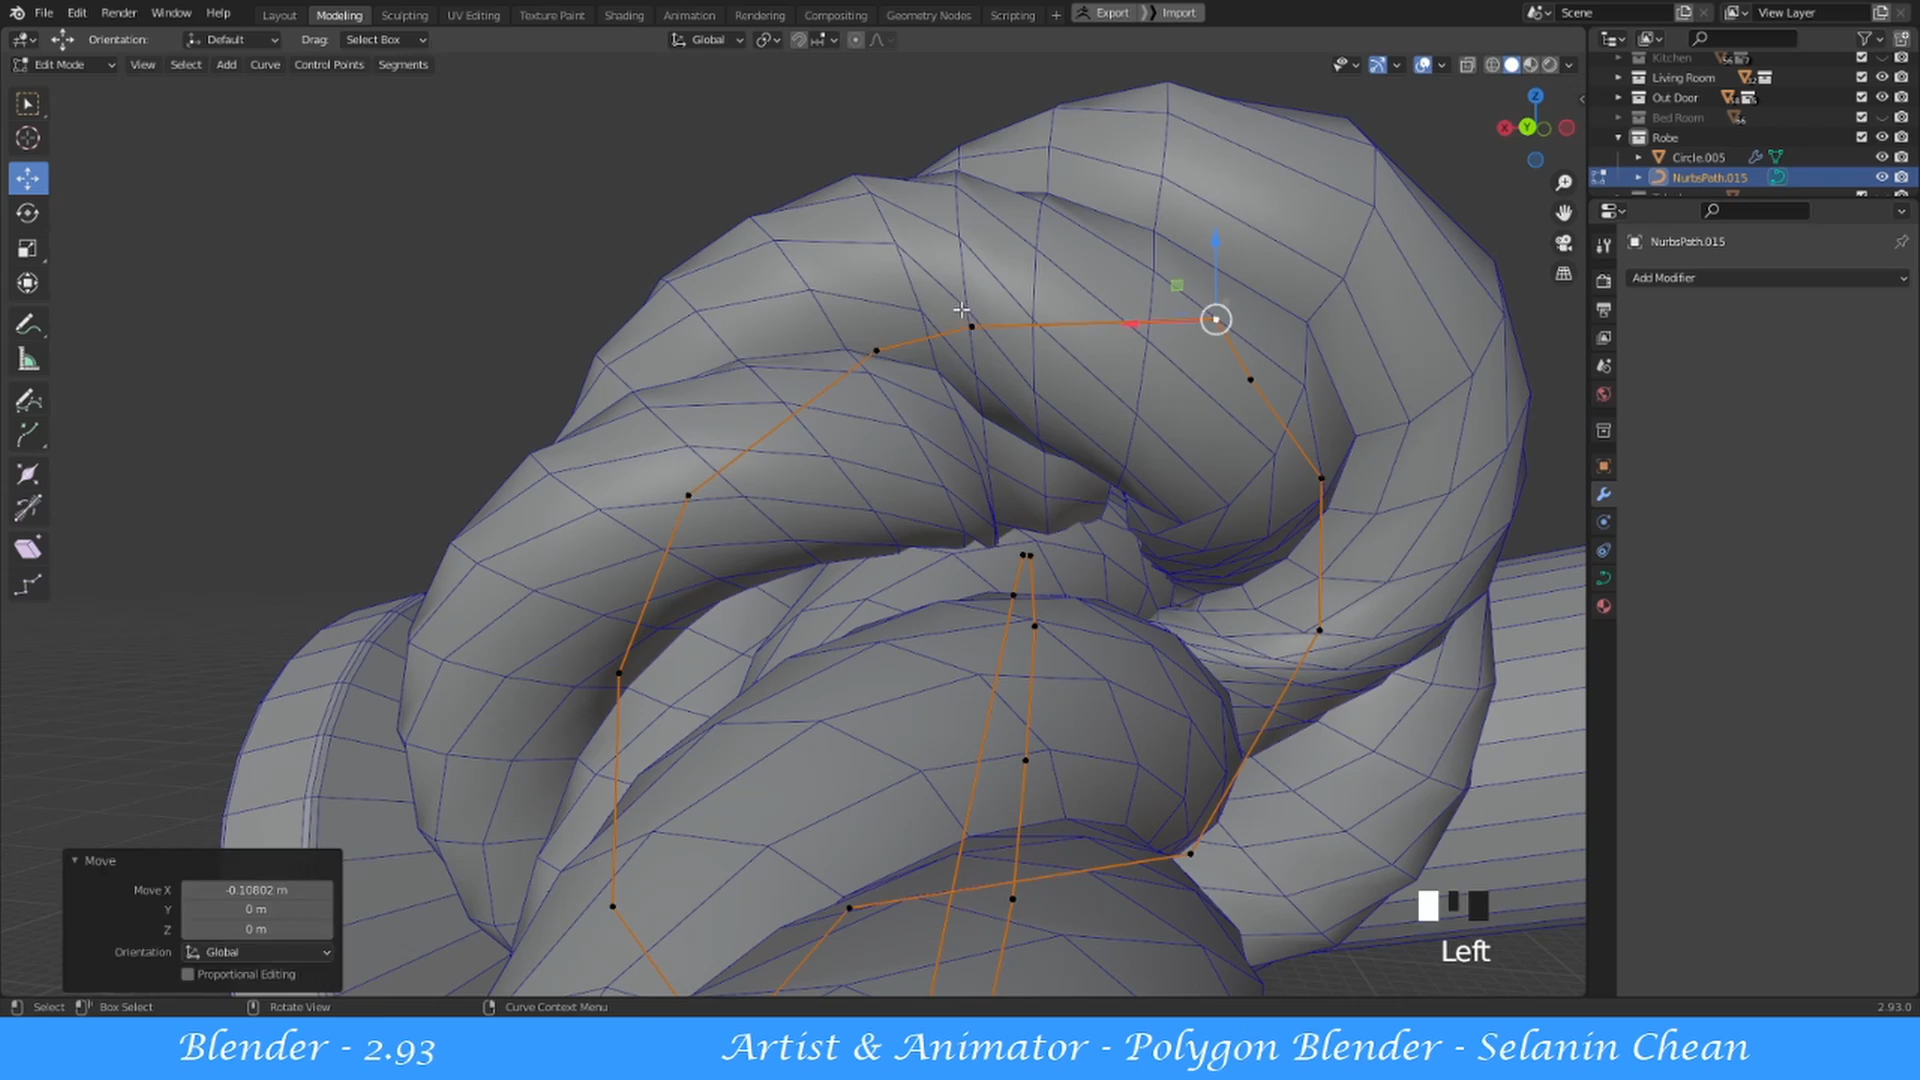 File Edit Render Window Help Layout Modeling Sculpting UV Editing Texture Paint Shading Animation Rendering Compositing Geometry Nodes Scripting + Export Import Scene View Layer
Orientation: Default Drag: Select Box Global
Edit Mode View Select Add Curve Control Points Segments
Kitchen
Living Room
Out Door
Bed Room
Robe
Circle.005
NurbsPath.015
NurbsPath.015
Add Modifier
Z
X Y
Move
Move X -0.10802 m
Y 0 m
Z 0 m
Orientation Global
Proportional Editing
Left
Select Box Select Rotate View Curve Context Menu 2.93.0
Blender - 2.93 Artist & Animator - Polygon Blender - Selanin Chean